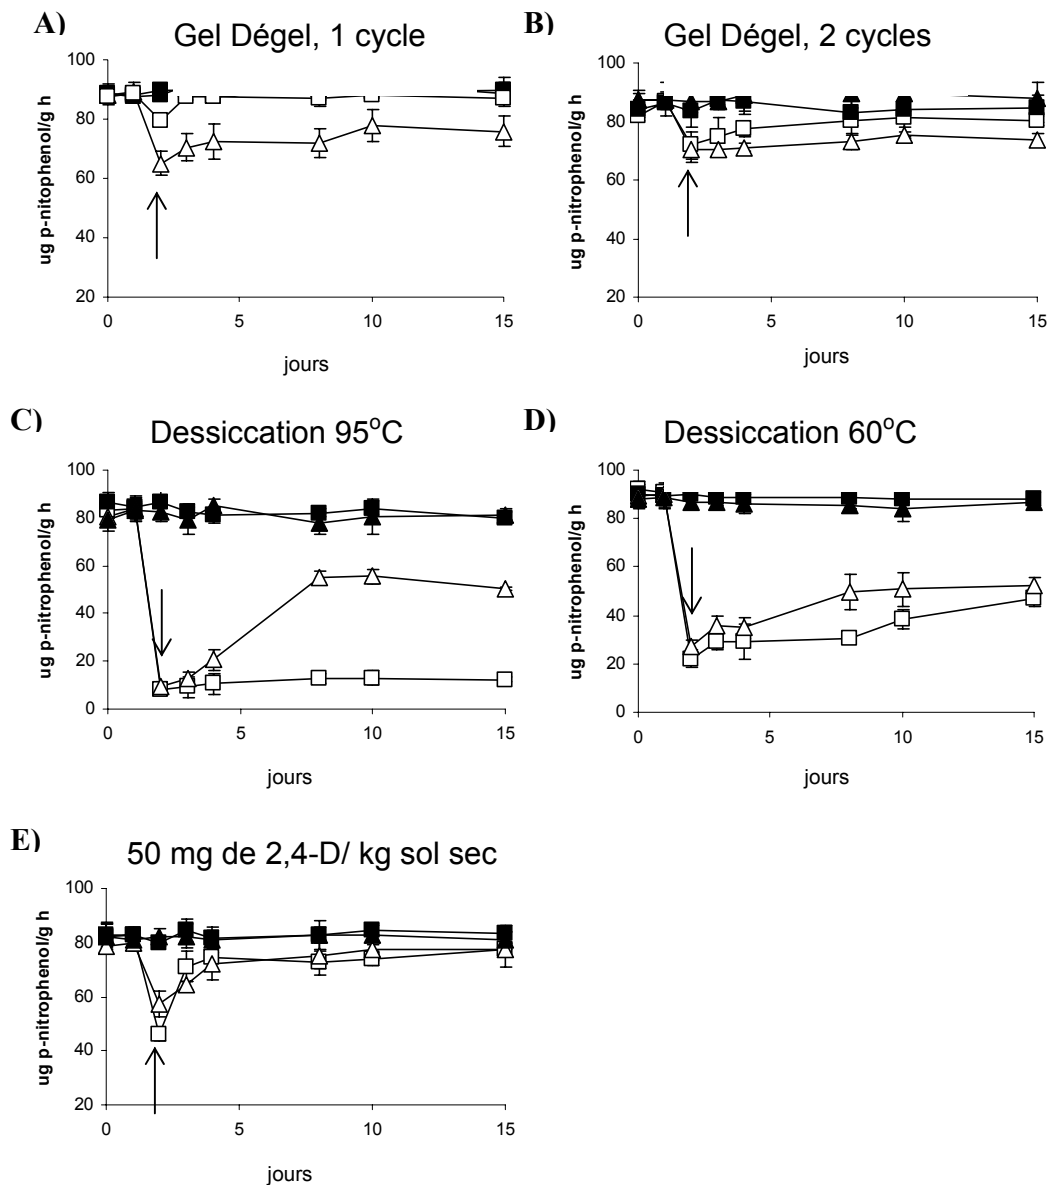 A)
Gel Dégel, 1 cycle
ug p-nitophenol/g h
100
80
60
40
20
0
5
10
15
jours
B)
Gel Dégel, 2 cycles
ug p-nitrophenol/g h
100
80
60
40
20
0
5
10
15
jours
C)
Dessiccation 95°C
ug p-nitrophenol/g h
100
80
60
40
20
0
0
5
10
15
jours
D)
Dessiccation 60°C
ug p-nitrophenol/g h
100
80
60
40
20
0
0
5
10
15
jours
E)
50 mg de 2,4-D/ kg sol sec
ug p-nitrophenol/g h
100
80
60
40
20
0
5
10
15
jours